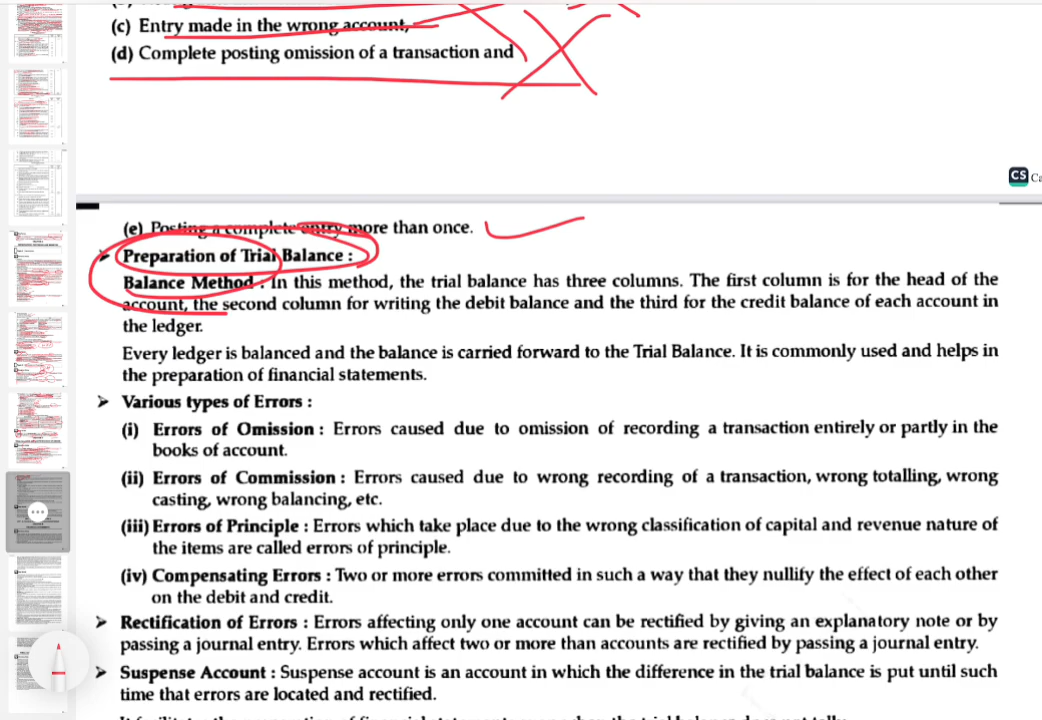 (c) Entry made in the wrong account,
(d) Complete posting omission of a transaction and
CS Ca
(e) Posting a complete entry more than once.
➤ Preparation of Trial Balance :
Balance Method : In this method, the trial balance has three columns. The first column is for the head of the
account, the second column for writing the debit balance and the third for the credit balance of each account in
the ledger.
Every ledger is balanced and the balance is carried forward to the Trial Balance. It is commonly used and helps in
the preparation of financial statements.
➤ Various types of Errors :
(i) Errors of Omission : Errors caused due to omission of recording a transaction entirely or partly in the
books of account.
(ii) Errors of Commission : Errors caused due to wrong recording of a transaction, wrong totalling, wrong
casting, wrong balancing, etc.
(iii) Errors of Principle : Errors which take place due to the wrong classification of capital and revenue nature of
the items are called errors of principle.
(iv) Compensating Errors : Two or more errors committed in such a way that they nullify the effect of each other
on the debit and credit.
➤ Rectification of Errors : Errors affecting only one account can be rectified by giving an explanatory note or by
passing a journal entry. Errors which affect two or more than accounts are rectified by passing a journal entry.
➤ Suspense Account : Suspense account is an account in which the difference in the trial balance is put until such
time that errors are located and rectified.